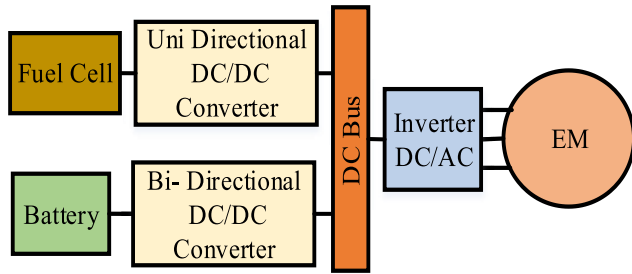 Fuel Cell
Uni Directional
DC/DC
Converter
DC Bus
Inverter
DC/AC
EM
Battery
Bi- Directional
DC/DC
Converter